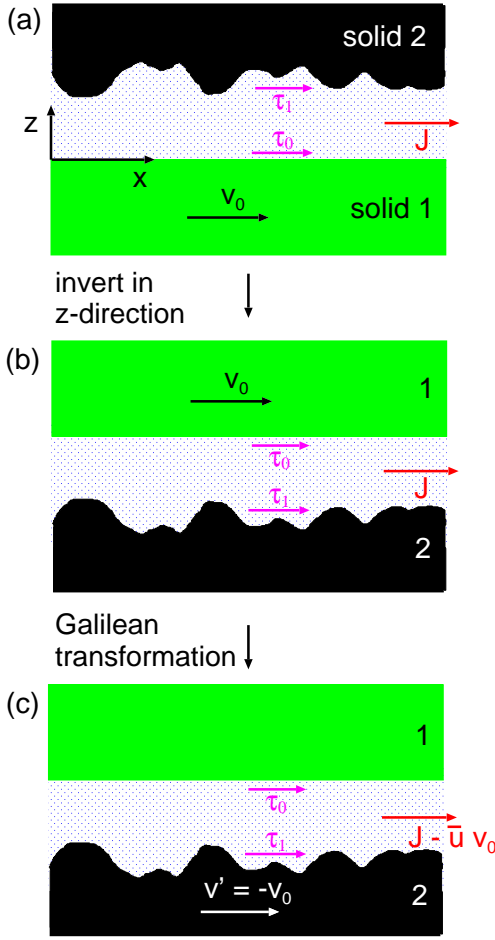 (a)
solid 2
τ1
z
J
τ0
x
v0
solid 1
invert in
z-direction
(b)
v0
1
τ0
J
τ1
2
Galilean
transformation
(c)
1
τ0
J - ū v0
τ1
v' = -v0
2